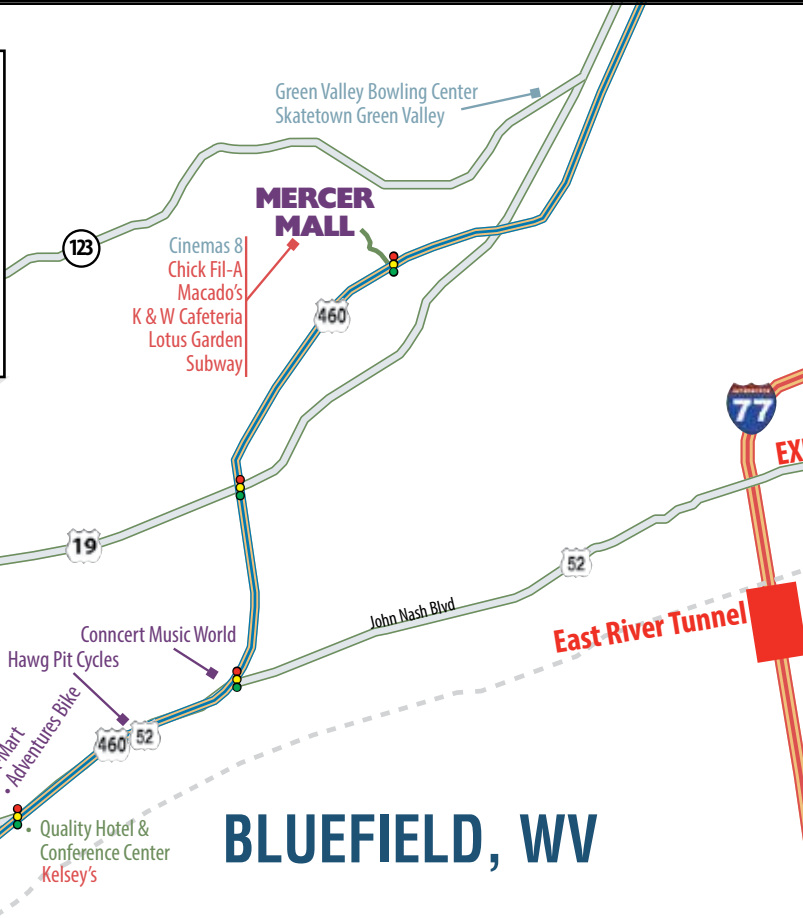 Green Valley Bowling Center
Skatetown Green Valley
MERCER
MALL
123
Cinemas 8
Chick Fil-A
Macado's
K & W Cafeteria
Lotus Garden
Subway
460
77
19
52
John Nash Blvd
East River Tunnel
Conncert Music World
Hawg Pit Cycles
460
52
• Adventures Bike
• Quality Hotel &
Conference Center
Kelsey's
BLUEFIELD, WV